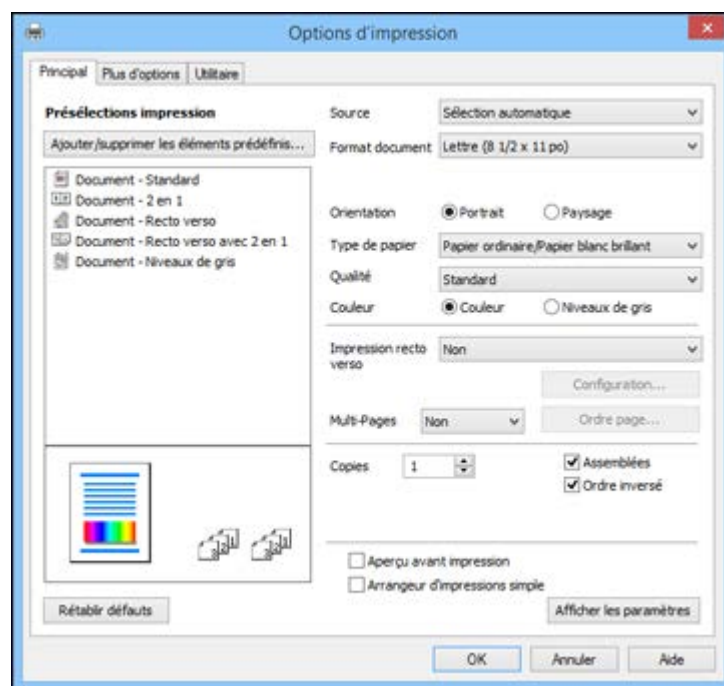 Options d'impression
Principal
Plus d'options
Utilitaire
Présélections impression
Ajouter/supprimer les éléments prédéfinis...
Document - Standard
Document - 2 en 1
Document - Recto verso
Document - Recto verso avec 2 en 1
Document - Niveaux de gris
Source
Sélection automatique
Format document
Lettre (8 1/2 x 11 po)
Orientation
Portrait
Paysage
Type de papier
Papier ordinaire/Papier blanc brillant
Qualité
Standard
Couleur
Couleur
Niveaux de gris
Impression recto
verso
Non
Configuration...
Multi-Pages
Non
Ordre page...
Copies
1
Assemblées
Ordre inversé
Aperçu avant impression
Arrangeur d'impressions simple
Rétablir défauts
Afficher les paramètres
OK
Annuler
Aide